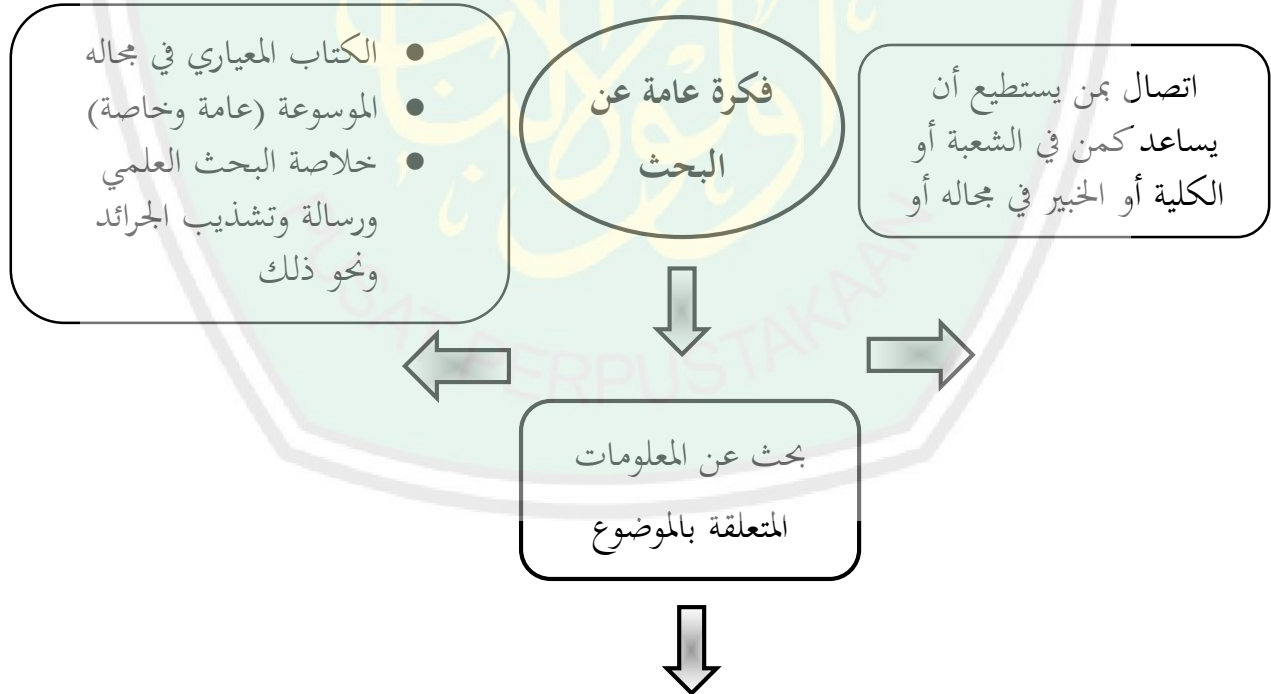 اتصال بمن يستطيع أن
يساعد كمن في الشعبة أو
الكلية أو الخبير في مجاله أو
فكرة عامة عن
البحث
● الكتاب المعياري في مجاله
● الموسوعة (عامة وخاصة)
● خلاصة البحث العلمي
ورسالة وتشذيب الجرائد
ونحو ذلك
بحث عن المعلومات
المتعلقة بالموضوع
PUSAT PERPUSTAKAAN